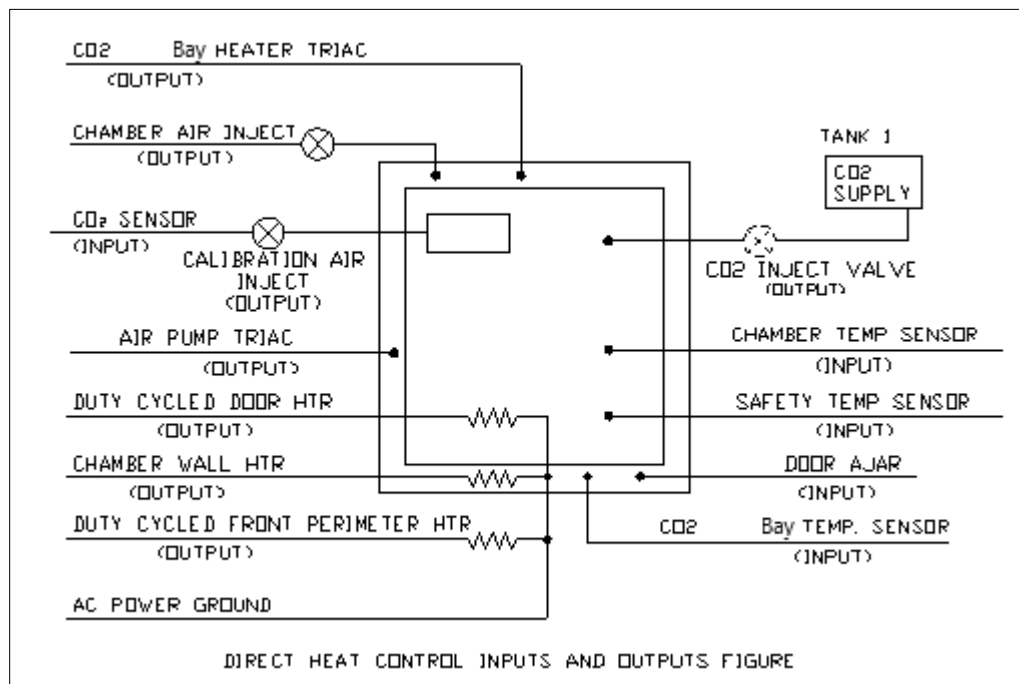 CO2 Bay HEATER TRIAC
(OUTPUT)
CHAMBER AIR INJECT
(OUTPUT)
TANK 1
CO2
SUPPLY
CO2 SENSOR
(INPUT)
CALIBRATION AIR
INJECT
(OUTPUT)
CO2 INJECT VALVE
(OUTPUT)
AIR PUMP TRIAC
(OUTPUT)
CHAMBER TEMP SENSOR
(INPUT)
DUTY CYCLED DOOR HTR
(OUTPUT)
SAFETY TEMP SENSOR
(INPUT)
CHAMBER WALL HTR
(OUTPUT)
DOOR AJAR
(INPUT)
DUTY CYCLED FRONT PERIMETER HTR
(OUTPUT)
CO2 Bay TEMP. SENSOR
(INPUT)
AC POWER GROUND
DIRECT HEAT CONTROL INPUTS AND OUTPUTS FIGURE